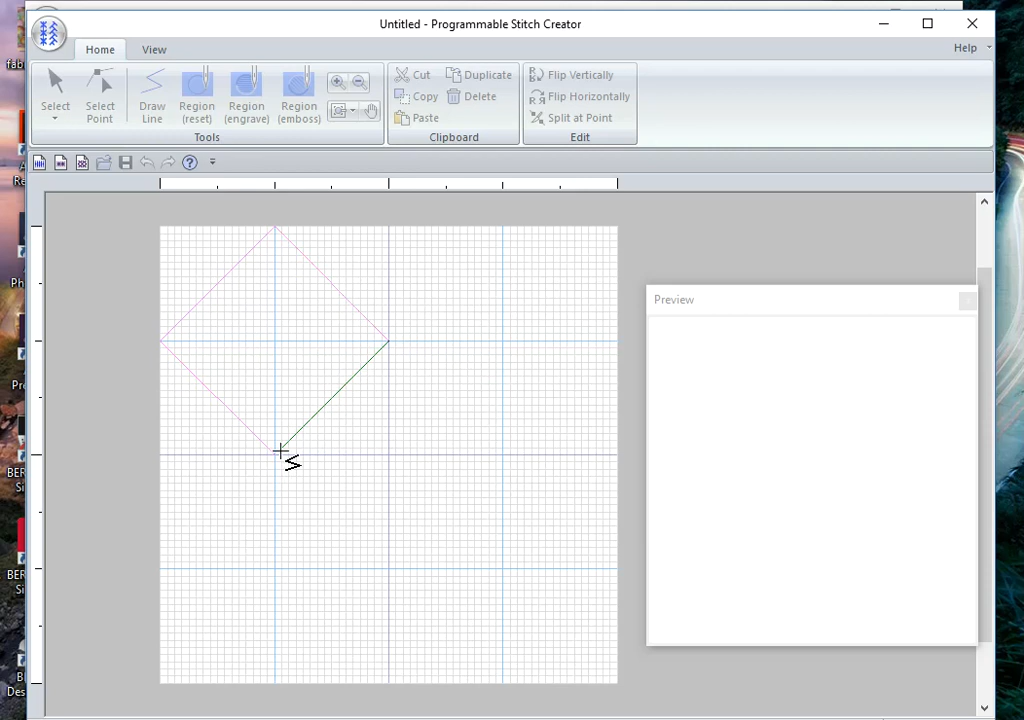 Untitled - Programmable Stitch Creator
Home View Help
Select
Select Point
Draw Line
Region (reset)
Region (engrave)
Region (emboss)
Tools
Cut Duplicate
Copy Delete
Paste
Clipboard
Flip Vertically
Flip Horizontally
Split at Point
Edit
Preview